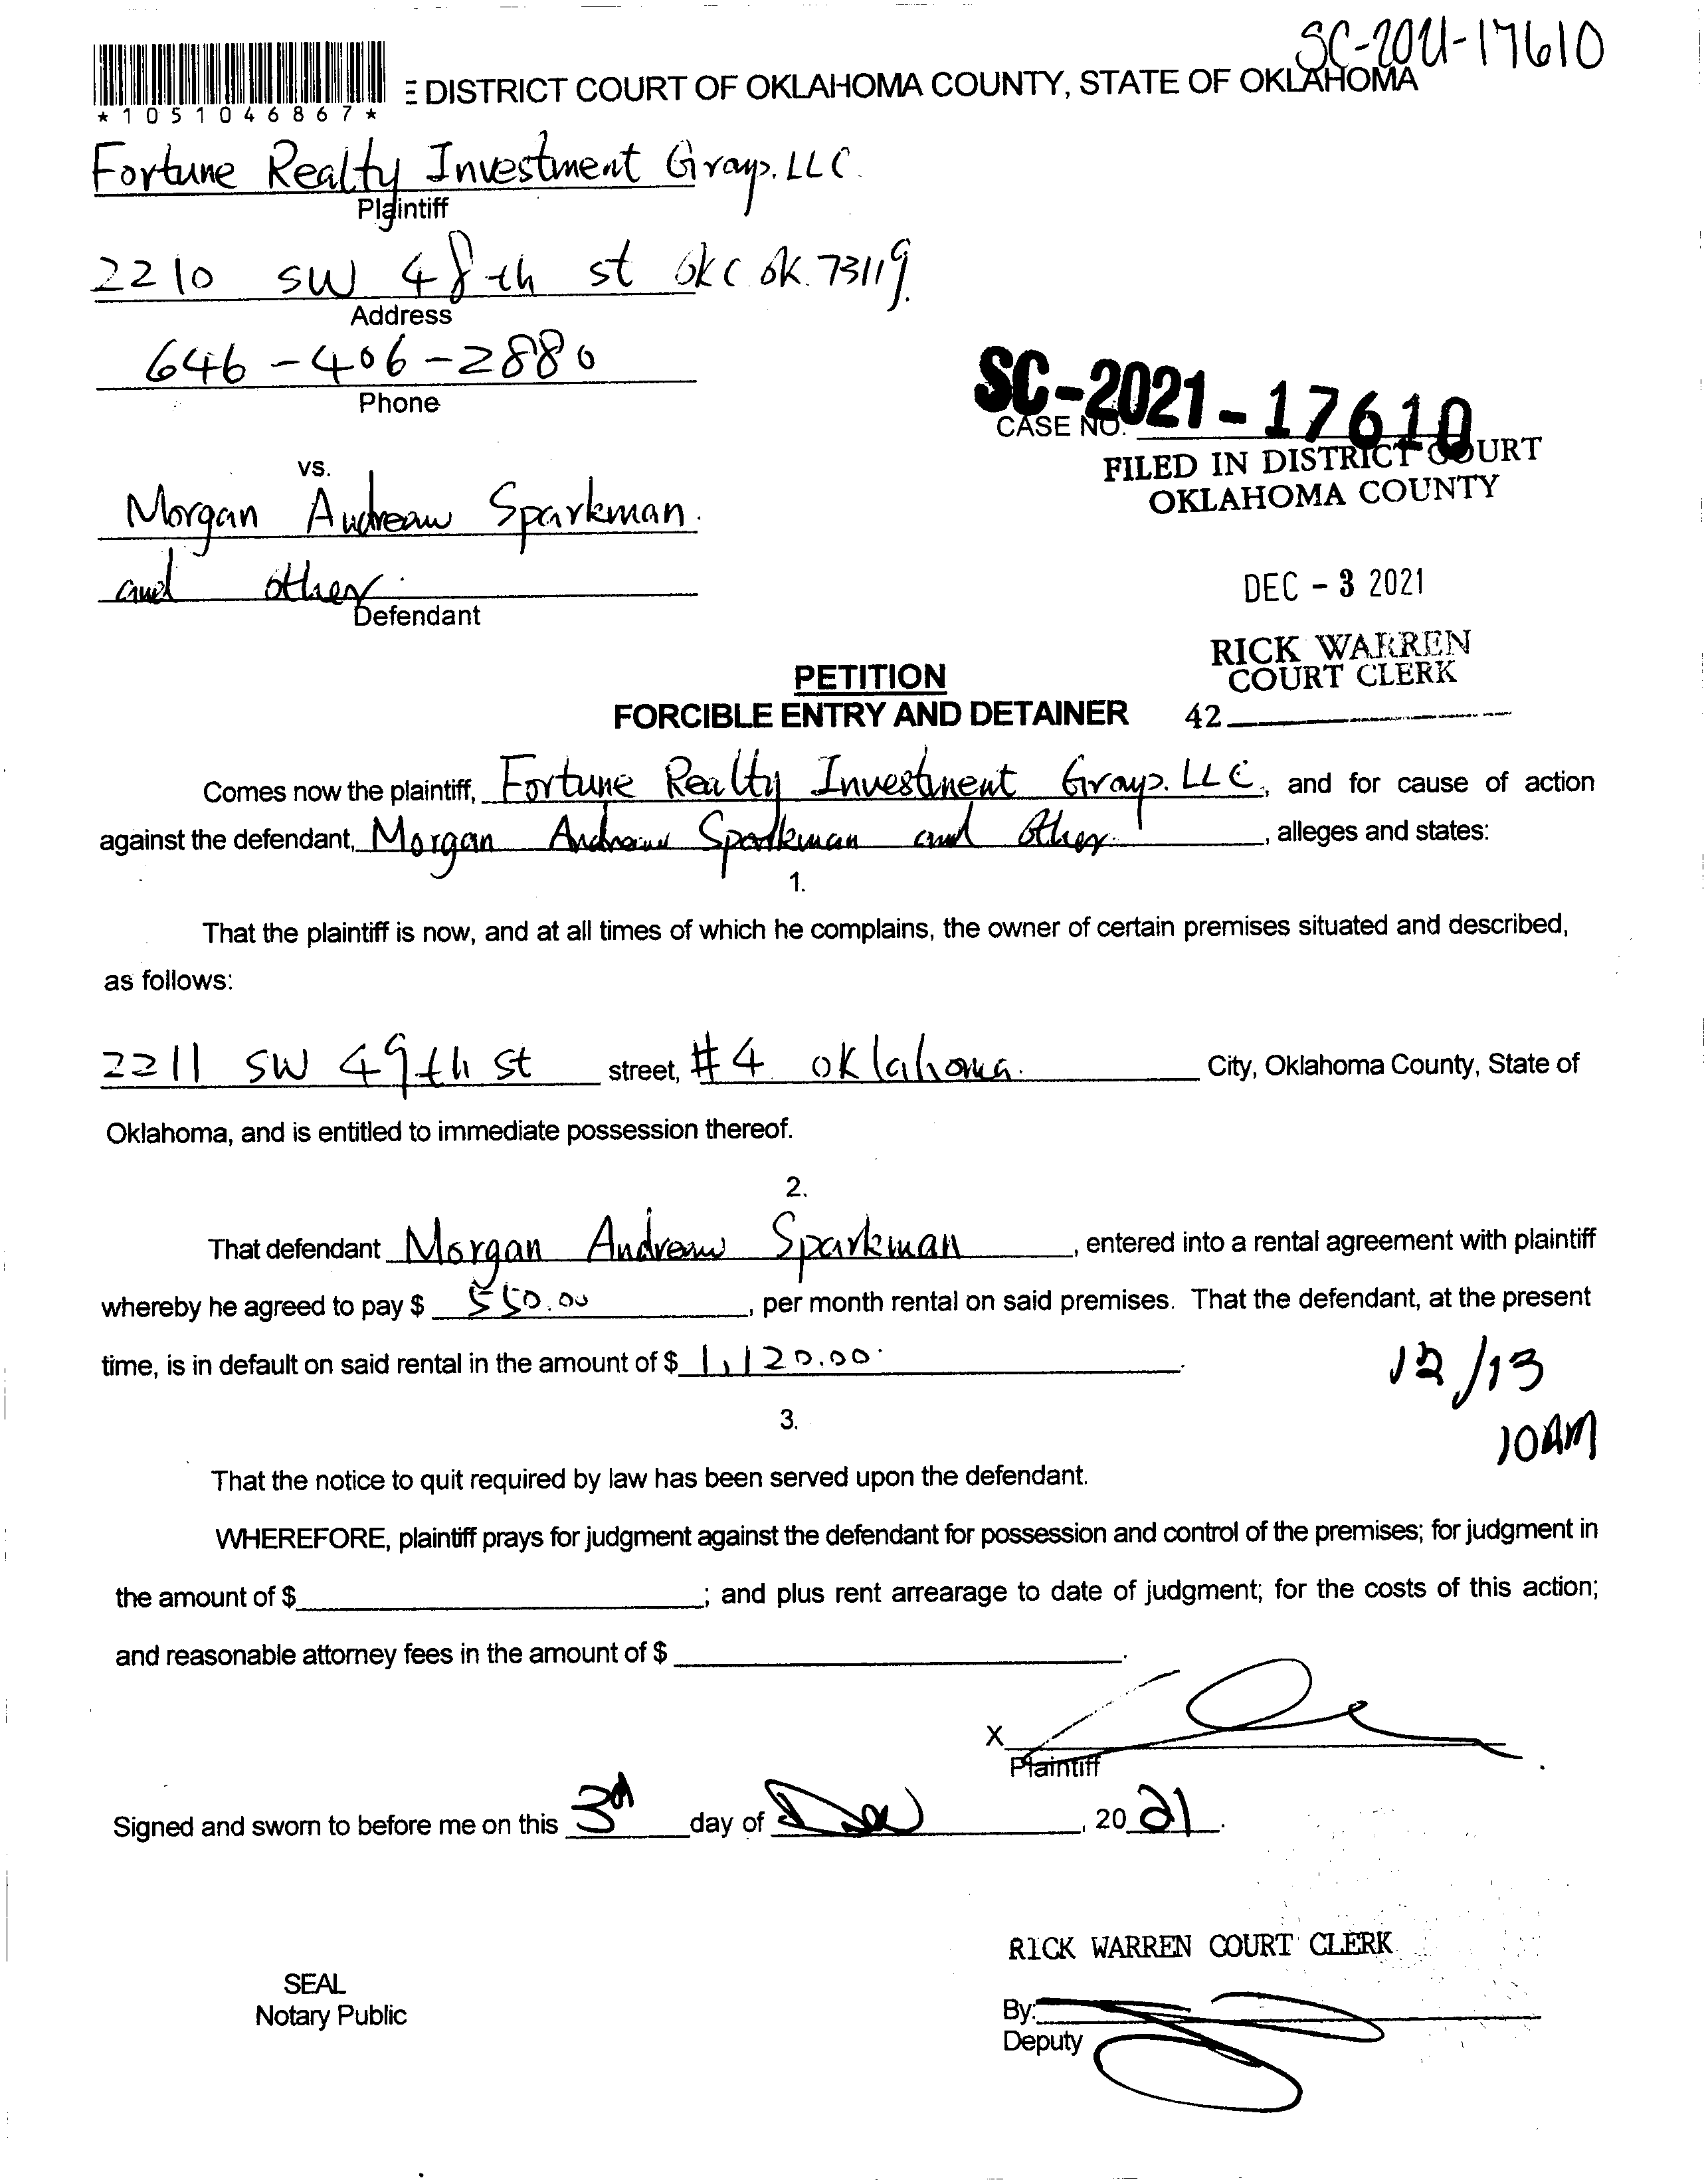 SC-2021-17610
E DISTRICT COURT OF OKLAHOMA COUNTY, STATE OF OKLAHOMA
*1051046867*
Fortune Realty Investment Group. LLC.
Plaintiff
2210 SW 48th st OKC OK. 73119.
Address
646-406-2880
Phone
SC-2021-17610
CASE NO.
FILED IN DISTRICT COURT
OKLAHOMA COUNTY
vs.
Morgan Andreaw Sparkman.
and other.
Defendant
DEC - 3 2021
RICK WARREN
COURT CLERK
42
PETITION
FORCIBLE ENTRY AND DETAINER
Comes now the plaintiff, Fortune Realty Investment Group. LLC., and for cause of action
against the defendant, Morgan Andreaw Sparkman and other., alleges and states:
1.
That the plaintiff is now, and at all times of which he complains, the owner of certain premises situated and described,
as follows:
2211 SW 49th st street, #4 oklahoma. City, Oklahoma County, State of
Oklahoma, and is entitled to immediate possession thereof.
2.
That defendant Morgan Andreaw Sparkman, entered into a rental agreement with plaintiff
whereby he agreed to pay $ 550.00, per month rental on said premises. That the defendant, at the present
time, is in default on said rental in the amount of $ 1,120.00.
12/13
10AM
3.
That the notice to quit required by law has been served upon the defendant.
WHEREFORE, plaintiff prays for judgment against the defendant for possession and control of the premises; for judgment in
the amount of $ ; and plus rent arrearage to date of judgment; for the costs of this action;
and reasonable attorney fees in the amount of $ .
X
Plaintiff
Signed and sworn to before me on this 3rd day of Dec, 20 21.
RICK WARREN COURT CLERK
SEAL
Notary Public
By:
Deputy